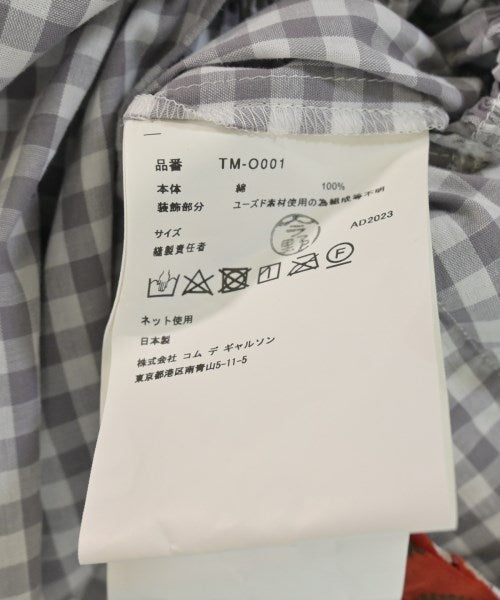 品番 TM-O001
本体 綿 100%
装飾部分 ユーズド素材使用の為組成等不明
サイズ
縫製責任者
AD2023
ネット使用
日本製
株式会社 コム デ ギャルソン
東京都港区南青山5-11-5